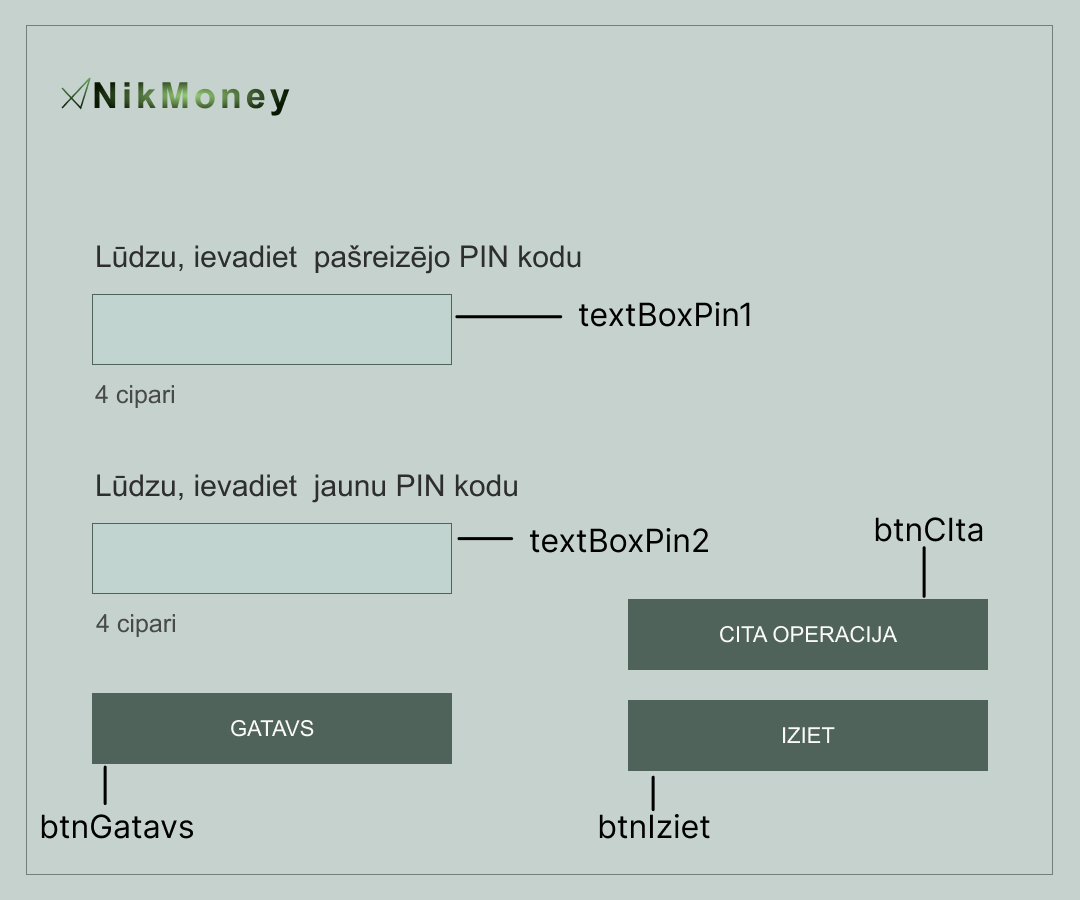 NikMoney
Lūdzu, ievadiet  pašreizējo PIN kodu
textBoxPin1
4 cipari
Lūdzu, ievadiet  jaunu PIN kodu
textBoxPin2
btnCIta
4 cipari
CITA OPERACIJA
GATAVS
IZIET
btnGatavs
btnIziet